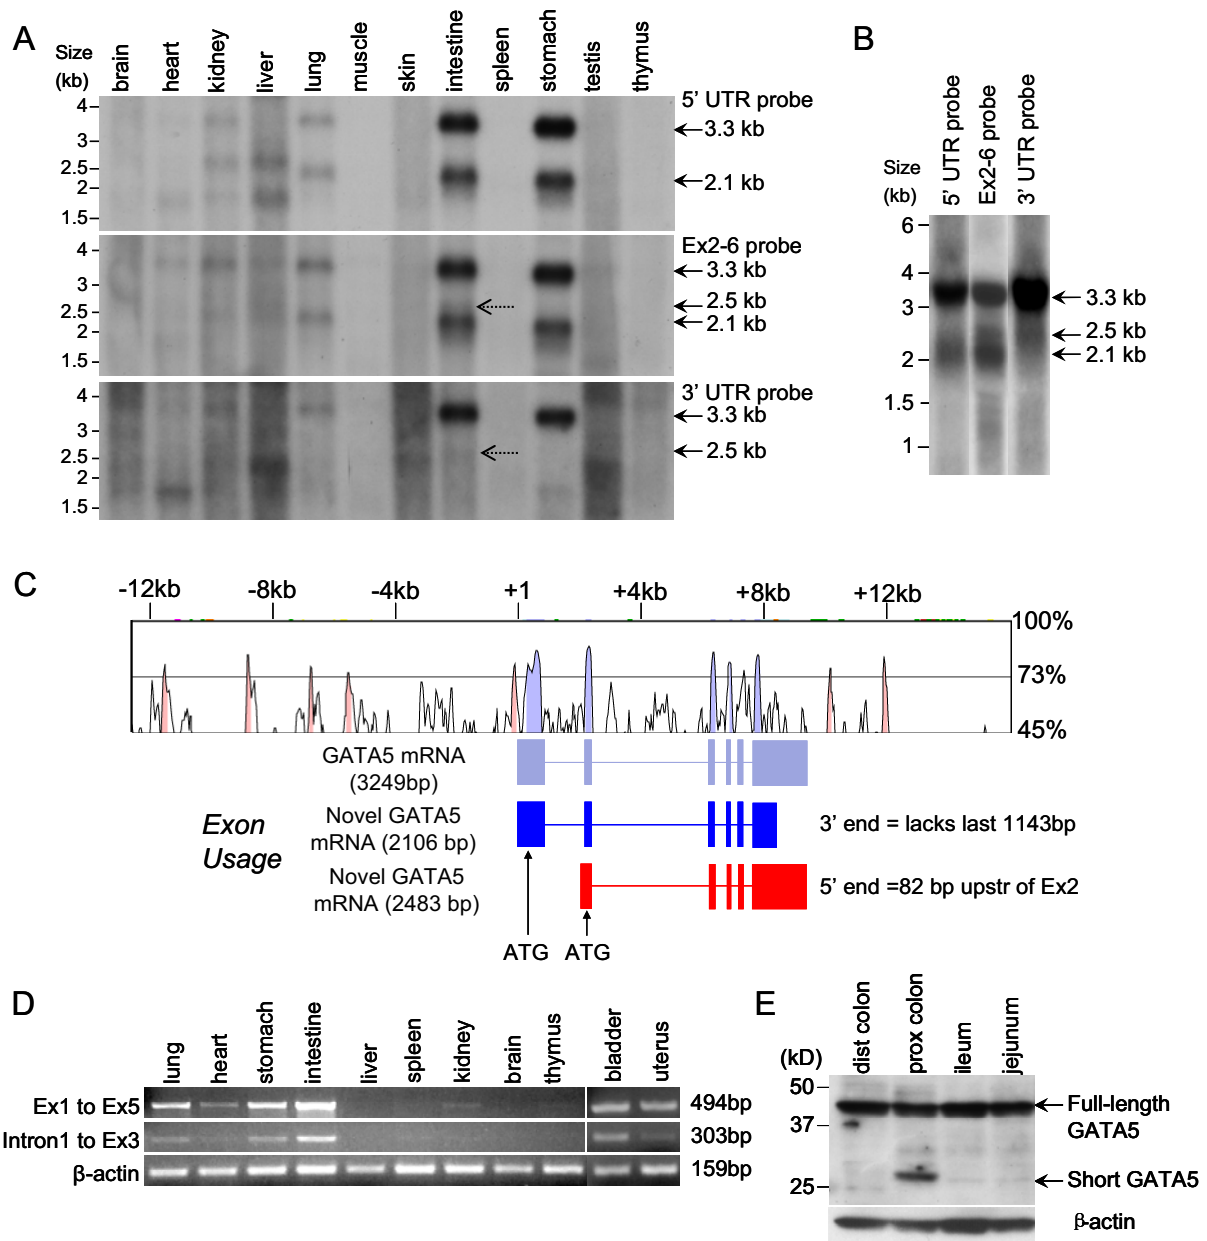 A
Size
(kb)
brain
heart
kidney
liver
lung
muscle
skin
intestine
spleen
stomach
testis
thymus
4
3
2.5
2
1.5
5' UTR probe
3.3 kb
2.1 kb
4
3
2.5
2
1.5
Ex2-6 probe
3.3 kb
2.5 kb
2.1 kb
4
3
2.5
2
1.5
3' UTR probe
3.3 kb
2.5 kb
B
Size
(kb)
5' UTR probe
Ex2-6 probe
3' UTR probe
6
4
3
2
1.5
1
3.3 kb
2.5 kb
2.1 kb
C
-12kb -8kb -4kb +1 +4kb +8kb +12kb
100%
73%
45%
GATA5 mRNA
(3249bp)
Exon
Usage
Novel GATA5
mRNA (2106 bp)
3' end = lacks last 1143bp
Novel GATA5
mRNA (2483 bp)
5' end =82 bp upstr of Ex2
ATG ATG
D
lung
heart
stomach
intestine
liver
spleen
kidney
brain
thymus
bladder
uterus
Ex1 to Ex5 494bp
Intron1 to Ex3 303bp
β-actin 159bp
E
(kD)
dist colon
prox colon
ileum
jejunum
50
37
25
Full-length
GATA5
Short GATA5
β-actin